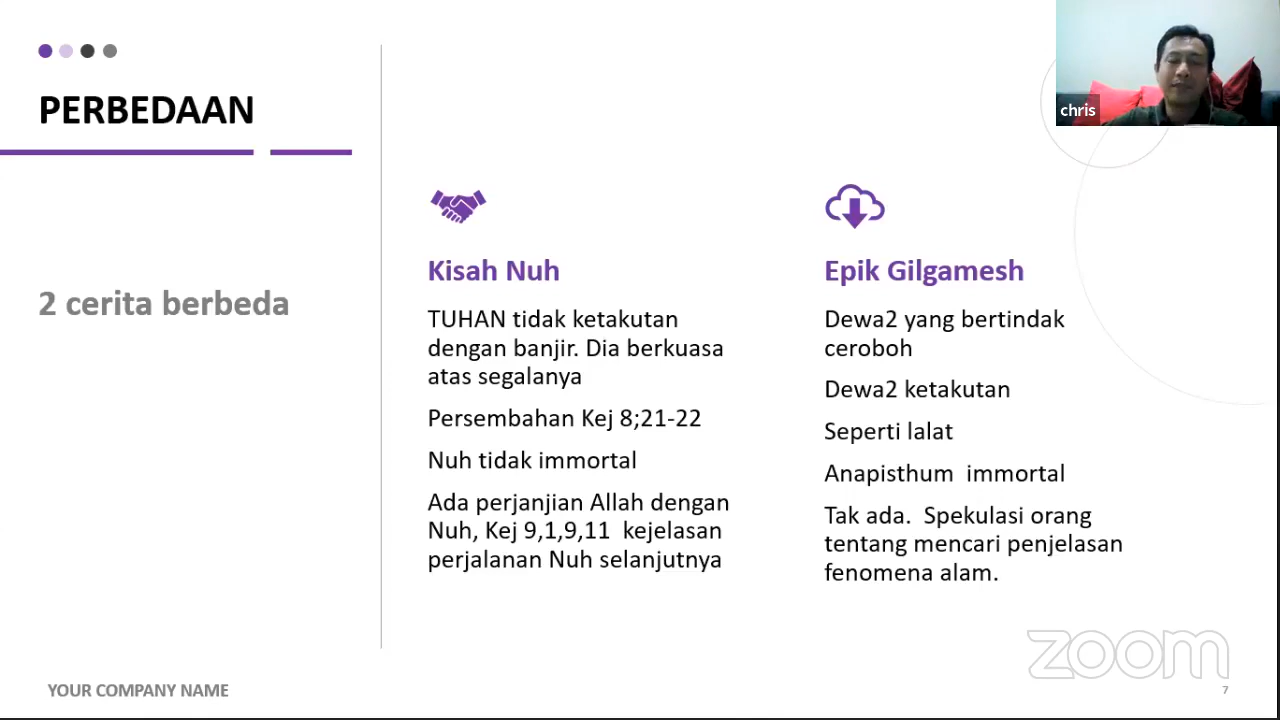 PERBEDAAN
2 cerita berbeda
Kisah Nuh
TUHAN tidak ketakutan
dengan banjir. Dia berkuasa
atas segalanya
Persembahan Kej 8;21-22
Nuh tidak immortal
Ada perjanjian Allah dengan
Nuh, Kej 9,1,9,11 kejelasan
perjalanan Nuh selanjutnya
Epik Gilgamesh
Dewa2 yang bertindak
ceroboh
Dewa2 ketakutan
Seperti lalat
Anapisthum immortal
Tak ada. Spekulasi orang
tentang mencari penjelasan
fenomena alam.
chris
zoom
YOUR COMPANY NAME
7